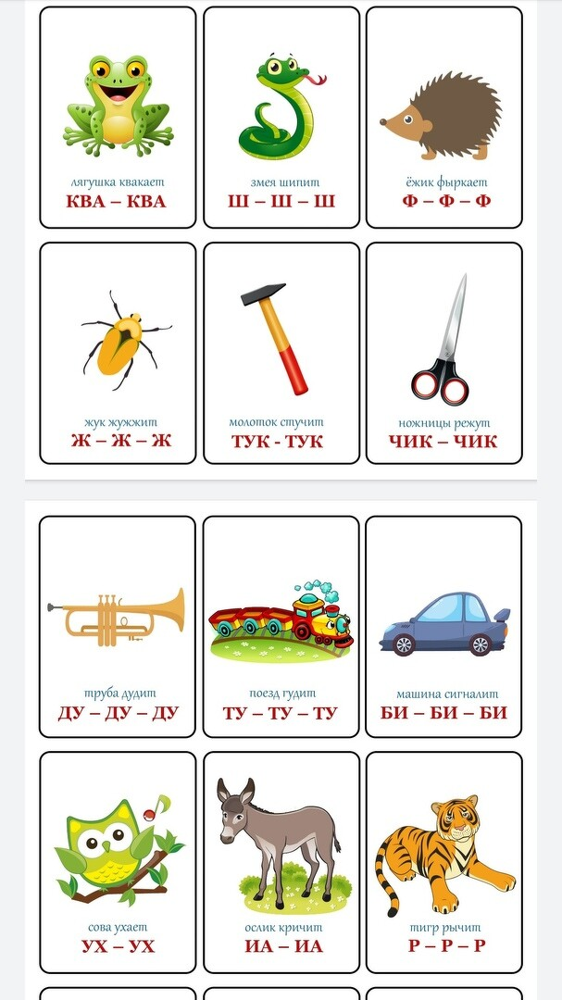 лягушка квакает
КВА – КВА
змея шипит
Ш – Ш – Ш
ёжик фыркает
Ф – Ф – Ф
жук жужжит
Ж – Ж – Ж
молоток стучит
ТУК - ТУК
ножницы режут
ЧИК – ЧИК
труба дудит
ДУ – ДУ – ДУ
поезд гудит
ТУ – ТУ – ТУ
машина сигналит
БИ – БИ – БИ
сова ухает
УХ – УХ
ослик кричит
ИА – ИА
тигр рычит
Р – Р – Р